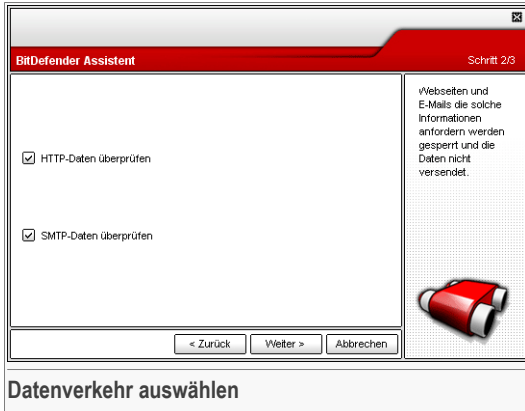 BitDefender Assistent
Schritt 2/3
HTTP-Daten überprüfen
SMTP-Daten überprüfen
Webseiten und
E-Mails die solche
Informationen
anfordern werden
gesperrt und die
Daten nicht
versendet.
« Zurück
Weiter »
Abbrechen
Datenverkehr auswählen